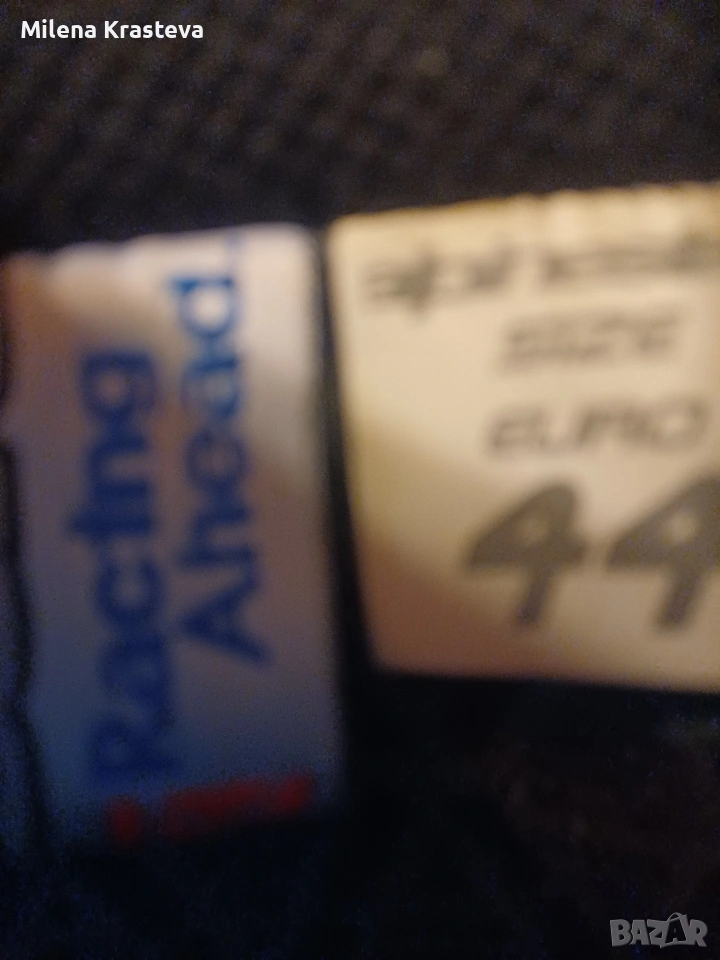 Milena Krasteva
Racing
Ahead.
SIZE
EURO
44
BAZAR